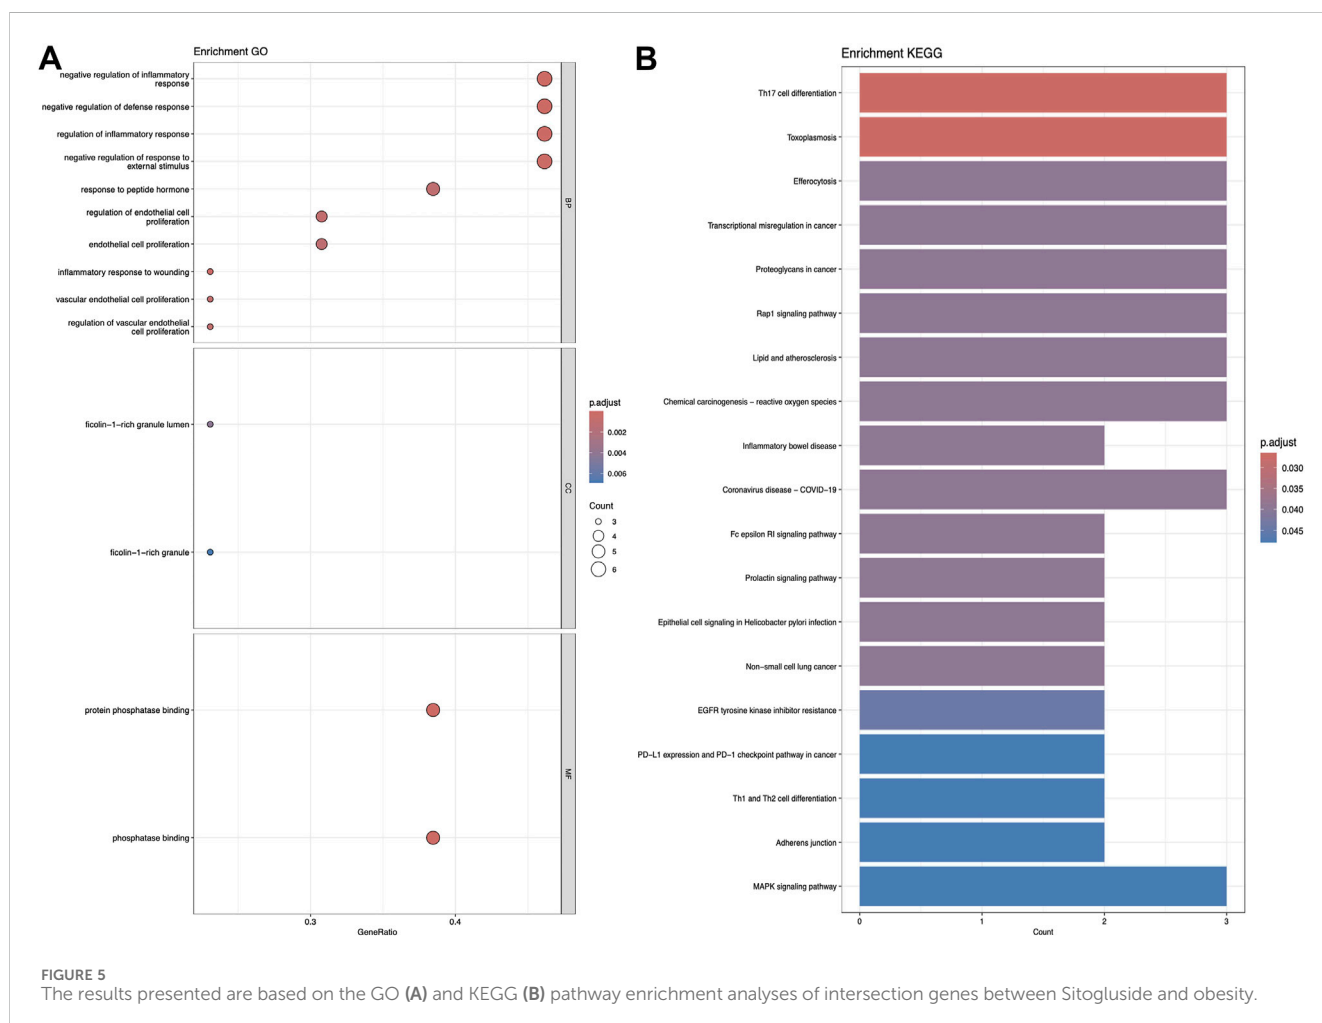 A
Enrichment GO
negative regulation of inflammatory
response
negative regulation of defense response
regulation of inflammatory response
negative regulation of response to
external stimulus
response to peptide hormone
regulation of endothelial cell
proliferation
endothelial cell proliferation
inflammatory response to wounding
vascular endothelial cell proliferation
regulation of vascular endothelial
cell proliferation
BP
ficolin−1−rich granule lumen
ficolin−1−rich granule
CC
protein phosphatase binding
phosphatase binding
MF
0.3 0.4
GeneRatio
p.adjust
0.002
0.004
0.006
Count
3
4
5
6
B
Enrichment KEGG
Th17 cell differentiation
Toxoplasmosis
Efferocytosis
Transcriptional misregulation in cancer
Proteoglycans in cancer
Rap1 signaling pathway
Lipid and atherosclerosis
Chemical carcinogenesis − reactive oxygen species
Inflammatory bowel disease
Coronavirus disease − COVID−19
Fc epsilon RI signaling pathway
Prolactin signaling pathway
Epithelial cell signaling in Helicobacter pylori infection
Non−small cell lung cancer
EGFR tyrosine kinase inhibitor resistance
PD−L1 expression and PD−1 checkpoint pathway in cancer
Th1 and Th2 cell differentiation
Adherens junction
MAPK signaling pathway
0 1 2 3
Count
p.adjust
0.030
0.035
0.040
0.045
FIGURE 5
The results presented are based on the GO (A) and KEGG (B) pathway enrichment analyses of intersection genes between Sitogluside and obesity.